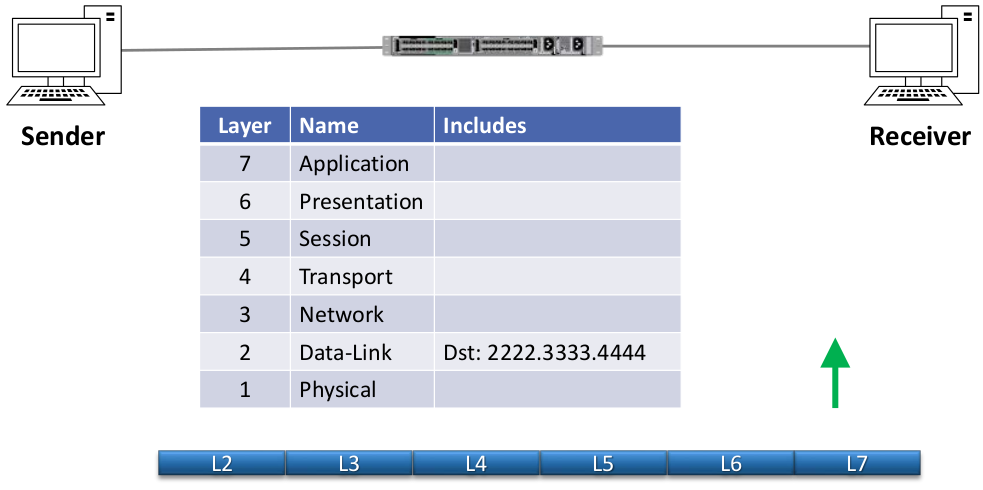 Sender
Receiver
Layer Name Includes
7 Application
6 Presentation
5 Session
4 Transport
3 Network
2 Data-Link Dst: 2222.3333.4444
1 Physical
L2 L3 L4 L5 L6 L7